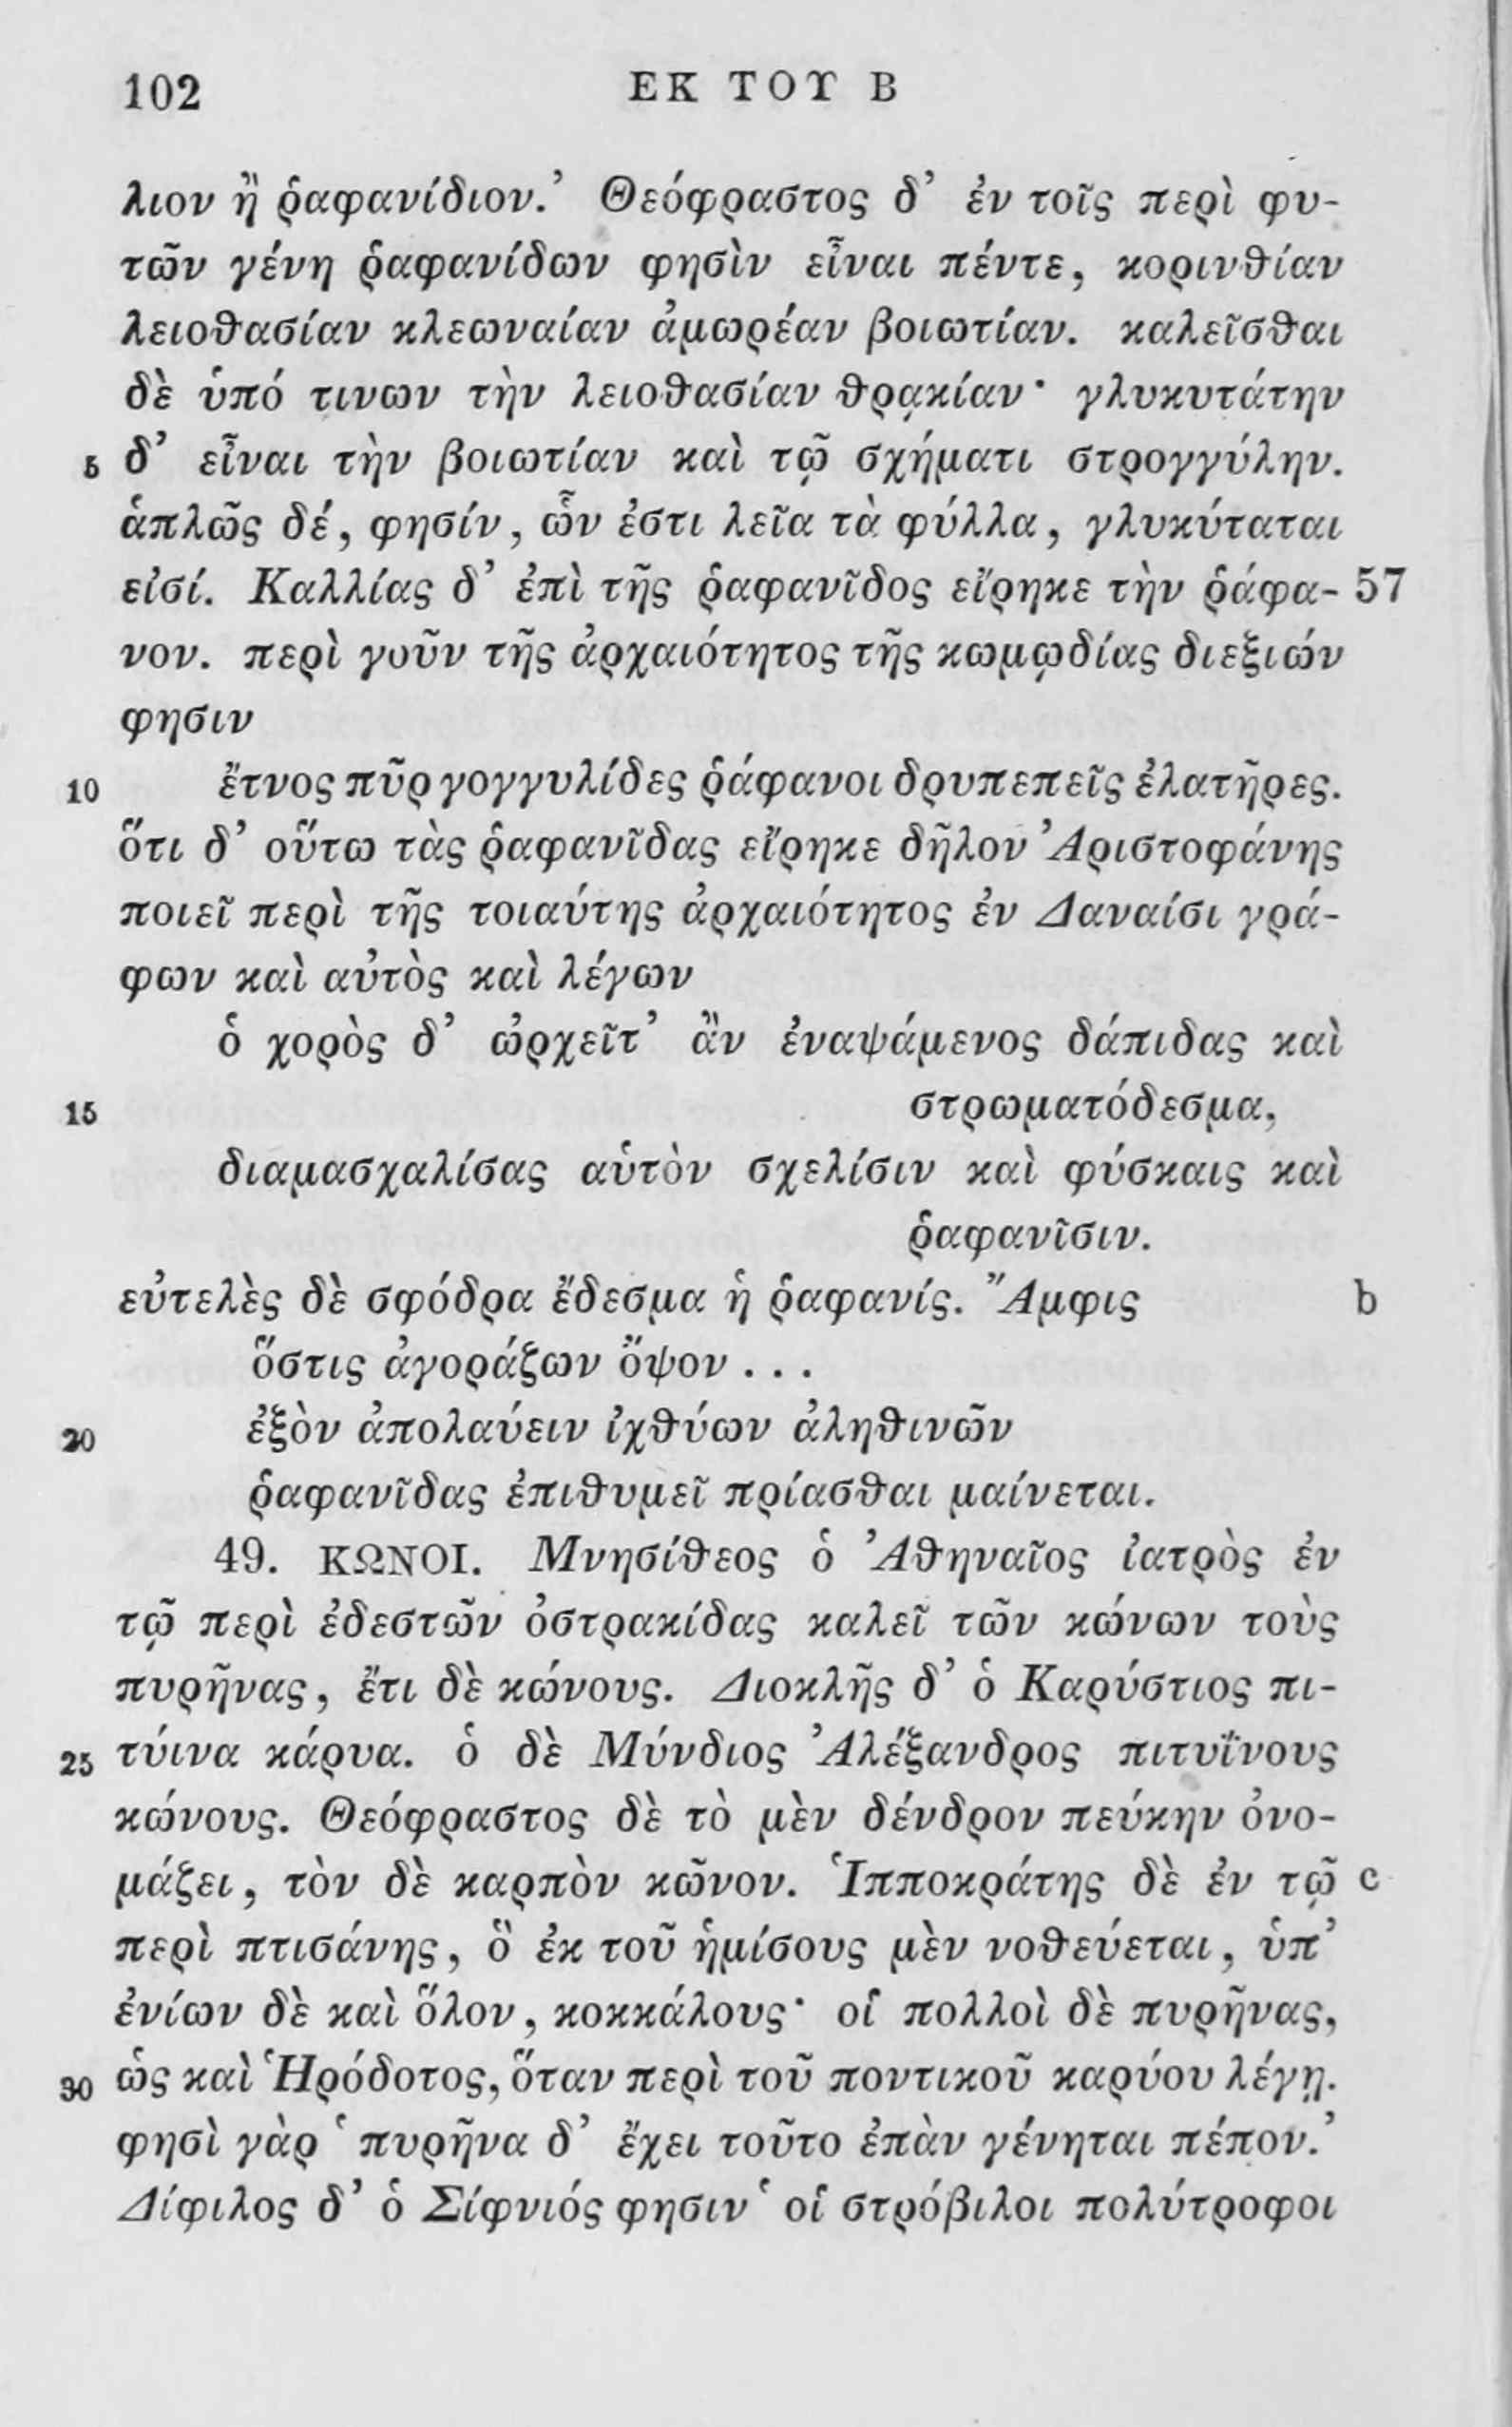 102 ΕΚ ΤΟΥ Β
λιον ἢ ῥαφανίδιον.’ Θεόφραστος δ’ ἐν τοῖς περὶ φυ-
τῶν γένη ῥαφανίδων φησὶν εἶναι πέντε, κορινθίαν
λειοθασίαν κλεωναίαν ἀμωρέαν βοιωτίαν. καλεῖσθαι
δὲ ὑπό τινων τὴν λειοθασίαν θρᾳκίαν· γλυκυτάτην
5 δ’ εἶναι τὴν βοιωτίαν καὶ τῷ σχήματι στρογγύλην.
ἁπλῶς δέ, φησίν, ὧν ἐστι λεῖα τὰ φύλλα, γλυκύταται
εἰσί. Καλλίας δ’ ἐπὶ τῆς ῥαφανῖδος εἴρηκε τὴν ῥάφα- 57
νον. περὶ γοῦν τῆς ἀρχαιότητος τῆς κωμῳδίας διεξιών
φησιν
10 ἔτνος πῦρ γογγυλίδες ῥάφανοι δρυπεπεῖς ἐλατῆρες.
ὅτι δ’ οὕτω τὰς ῥαφανῖδας εἴρηκε δῆλον Ἀριστοφάνης
ποιεῖ περὶ τῆς τοιαύτης ἀρχαιότητος ἐν Δαναίσι γρά-
φων καὶ αὐτὸς καὶ λέγων
ὁ χορὸς δ’ ὠρχεῖτ’ ἂν ἐναψάμενος δάπιδας καὶ
15 στρωματόδεσμα,
διαμασχαλίσας αὑτὸν σχελίσιν καὶ φύσκαις καὶ
ῥαφανῖσιν.
εὐτελὲς δὲ σφόδρα ἔδεσμα ἡ ῥαφανίς. Ἄμφις b
ὅστις ἀγοράζων ὄψον ...
20 ἐξὸν ἀπολαύειν ἰχθύων ἀληθινῶν
ῥαφανῖδας ἐπιθυμεῖ πρίασθαι μαίνεται.
49. ΚΩΝΟΙ. Μνησίθεος ὁ Ἀθηναῖος ἰατρὸς ἐν
τῷ περὶ ἐδεστῶν ὀστρακίδας καλεῖ τῶν κώνων τοὺς
πυρῆνας, ἔτι δὲ κώνους. Διοκλῆς δ’ ὁ Καρύστιος πι-
25 τύινα κάρυα. ὁ δὲ Μύνδιος Ἀλέξανδρος πιτυΐνους
κώνους. Θεόφραστος δὲ τὸ μὲν δένδρον πεύκην ὀνο-
μάζει, τὸν δὲ καρπὸν κῶνον. Ἱπποκράτης δὲ ἐν τῷ c
περὶ πτισάνης, ὃ ἐκ τοῦ ἡμίσους μὲν νοθεύεται, ὑπ’
ἐνίων δὲ καὶ ὅλον, κοκκάλους· οἱ πολλοὶ δὲ πυρῆνας,
30 ὡς καὶ Ἡρόδοτος, ὅταν περὶ τοῦ ποντικοῦ καρύου λέγῃ.
φησὶ γὰρ ‘πυρῆνα δ’ ἔχει τοῦτο ἐπὰν γένηται πέπον.’
Δίφιλος δ’ ὁ Σίφνιός φησιν ‘οἱ στρόβιλοι πολύτροφοι